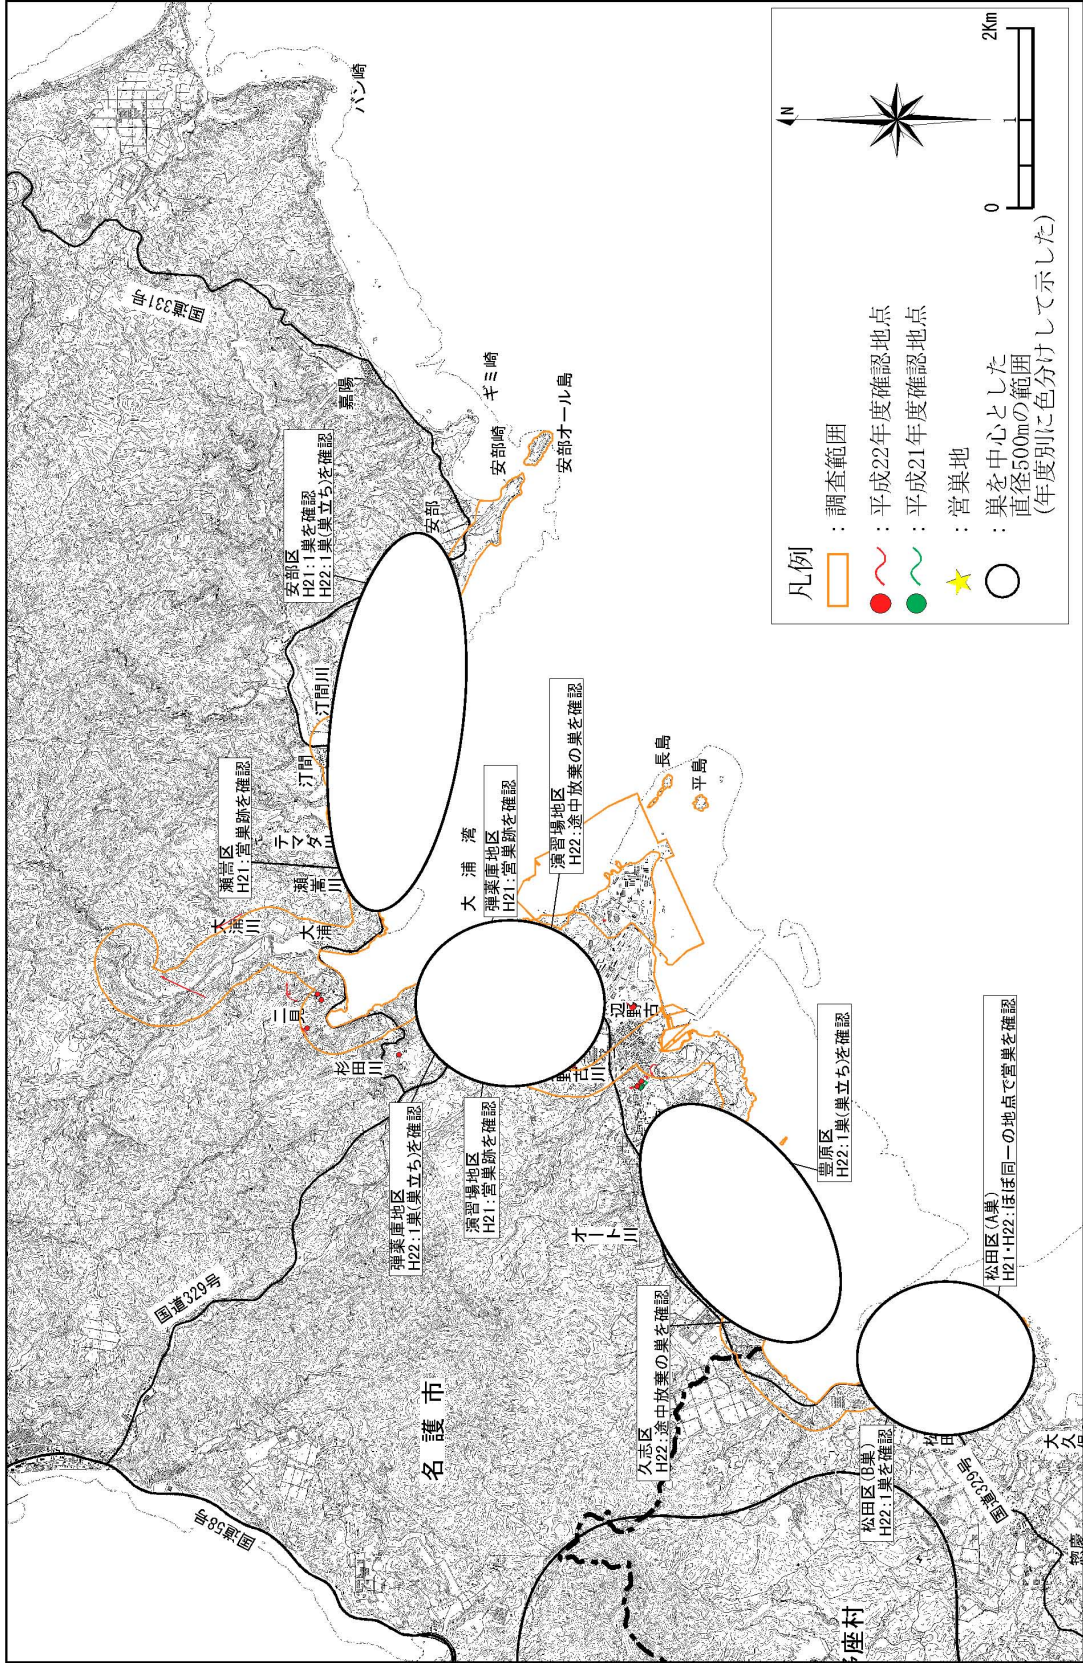 バン崎
国道331号
嘉陽
ギミ崎
安部崎
安部オール島
安部
安部区
H21:1巣を確認
H22:1巣(巣立ち)を確認
汀間川
汀間
テマダ川
瀬嵩区
H21:営巣跡を確認
瀬嵩川
大浦川
大浦
大浦湾
弾薬庫地区
H21:営巣跡を確認
演習場地区
H22:途中放棄の巣を確認
長島
平島
二見
杉田川
辺野古
野古川
弾薬庫地区
H22:1巣(巣立ち)を確認
演習場地区
H21:営巣跡を確認
国道329号
オート川
豊原区
H22:1巣(巣立ち)を確認
久志区
H22:途中放棄の巣を確認
松田区(A巣)
H21・H22:ほぼ同一の地点で営巣を確認
松田区(B巣)
H22:1巣を確認
名護市
国道58号
国道329号
惣慶
座村
大久
凡例
:調査範囲
:平成22年度確認地点
:平成21年度確認地点
:営巣地
:巣を中心とした
直径500mの範囲
(年度別に色分けして示した)
N
0 1 2Km